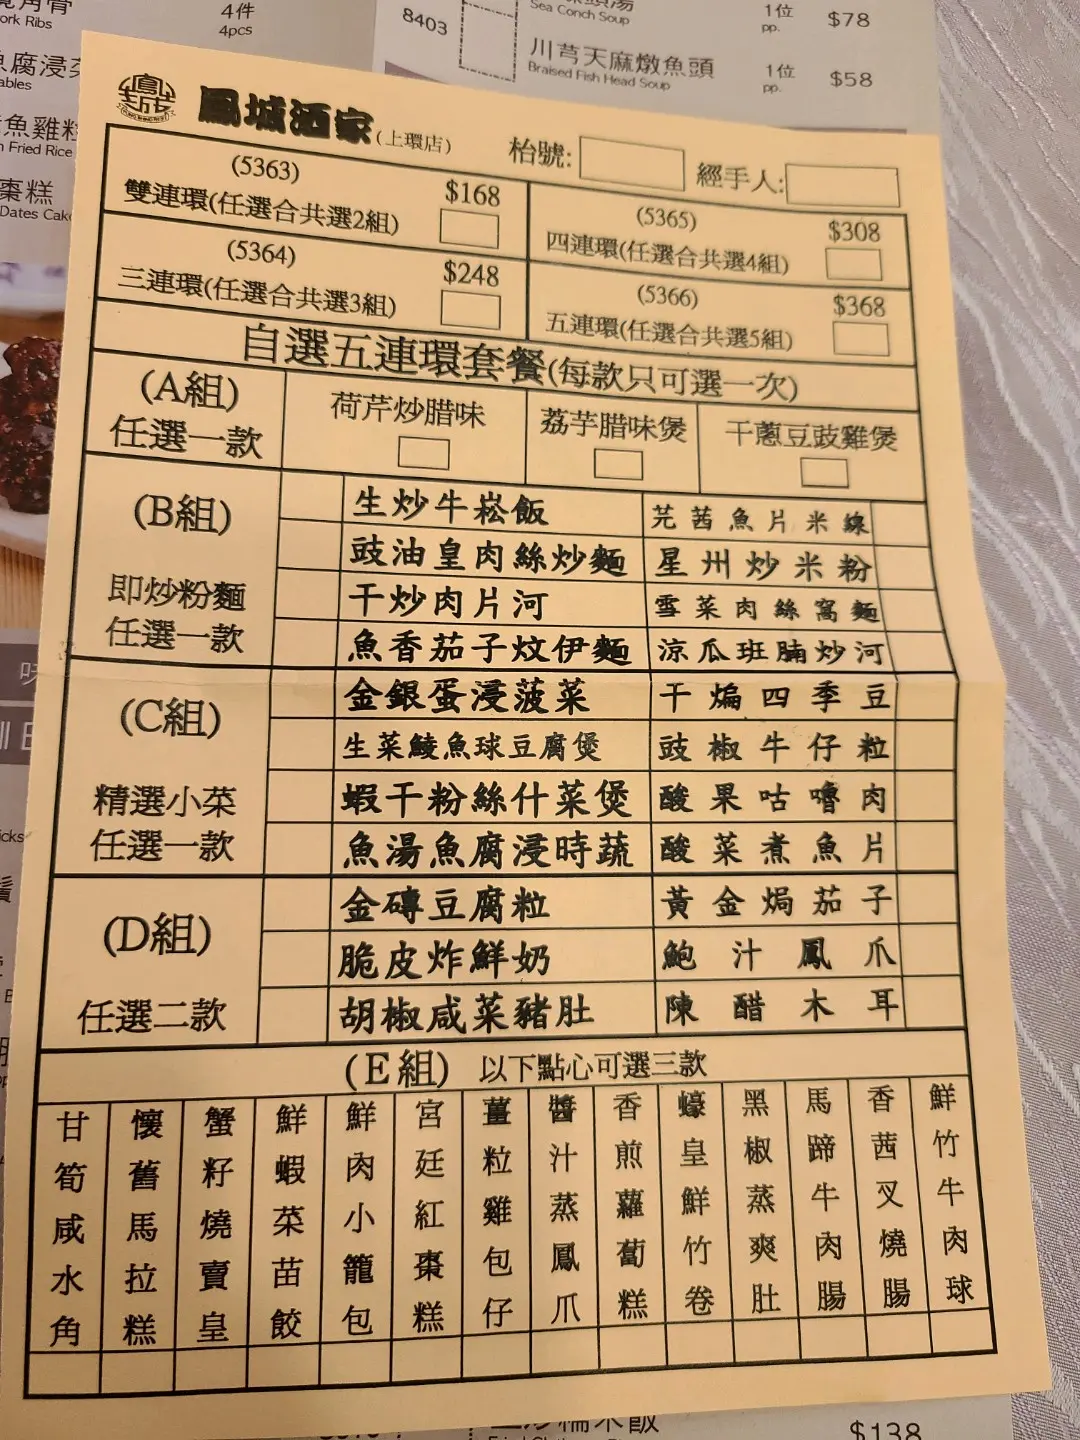 4件
4pcs
ork Ribs
8403
Sea Conch Soup
1位
pp.
$78
川芎天麻燉魚頭
Braised Fish Head Soup
1位
pp.
$58
腐浸
ables
魚雞粒
n Fried Rice
棗糕
Dates Cake
鳳城酒家(上環店)
枱號:
經手人:
(5363)
雙連環(任選合共選2組)
$168
(5365)
四連環(任選合共選4組)
$308
(5364)
三連環(任選合共選3組)
$248
(5366)
五連環(任選合共選5組)
$368
自選五連環套餐(每款只可選一次)
(A組)
任選一款
荷芹炒腊味
荔芋腊味煲
干蔥豆豉雞煲
(B組)
即炒粉麵
任選一款
生炒牛崧飯
芫茜魚片米線
豉油皇肉絲炒麵
星州炒米粉
干炒肉片河
雪菜肉絲窩麵
魚香茄子炆伊麵
涼瓜班腩炒河
(C組)
精選小菜
任選一款
金銀蛋浸菠菜
干煸四季豆
生菜鯪魚球豆腐煲
豉椒牛仔粒
蝦干粉絲什菜煲
酸果咕嚕肉
魚湯魚腐浸時蔬
酸菜煮魚片
(D組)
任選二款
金磚豆腐粒
黃金焗茄子
脆皮炸鮮奶
鮑汁鳳爪
胡椒咸菜豬肚
陳醋木耳
(E組) 以下點心可選三款
甘筍咸水角
懷舊馬拉糕
蟹籽燒賣皇
鮮蝦菜苗餃
鮮肉小籠包
宮廷紅棗糕
薑粒雞包仔
醬汁蒸鳳爪
香煎蘿蔔糕
蠔皇鮮竹卷
黑椒蒸爽肚
馬蹄牛肉腸
香茜叉燒腸
鮮竹牛肉球
$138